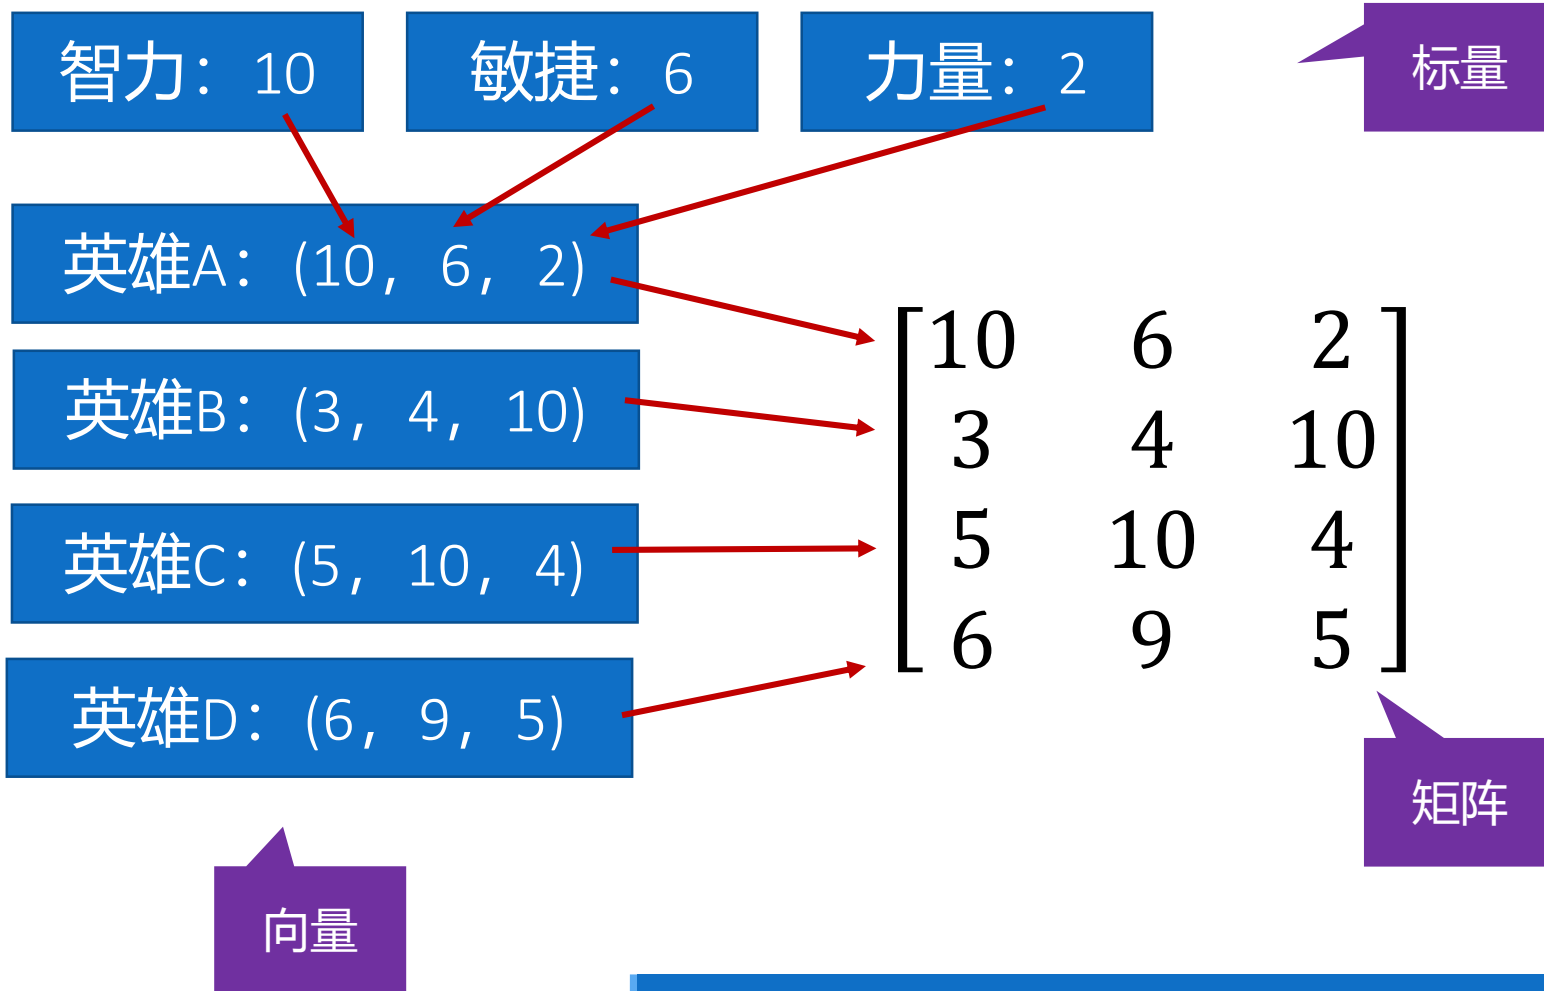 智力：10
敏捷：6
力量：2
标量
英雄A：(10，6，2)
英雄B：(3，4，10)
英雄C：(5，10，4)
英雄D：(6，9，5)
10 6 2
3 4 10
5 10 4
6 9 5
矩阵
向量